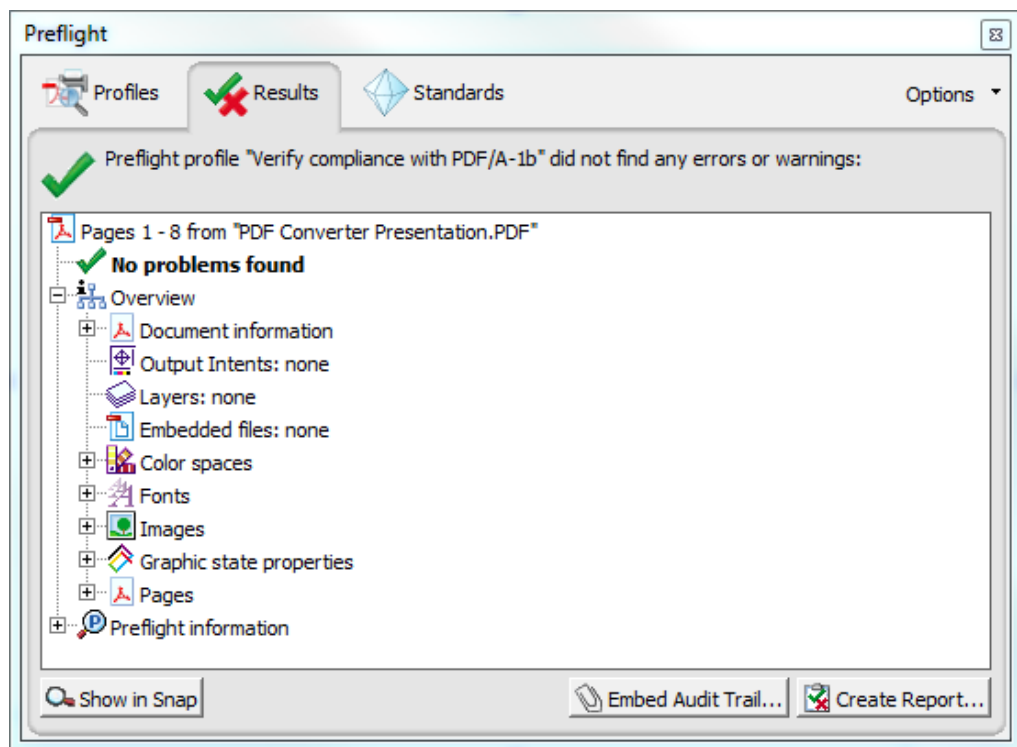 Preflight
Profiles Results Standards Options
Preflight profile "Verify compliance with PDF/A-1b" did not find any errors or warnings:
Pages 1 - 8 from "PDF Converter Presentation.PDF"
No problems found
Overview
Document information
Output Intents: none
Layers: none
Embedded files: none
Color spaces
Fonts
Images
Graphic state properties
Pages
Preflight information
Show in Snap Embed Audit Trail... Create Report...